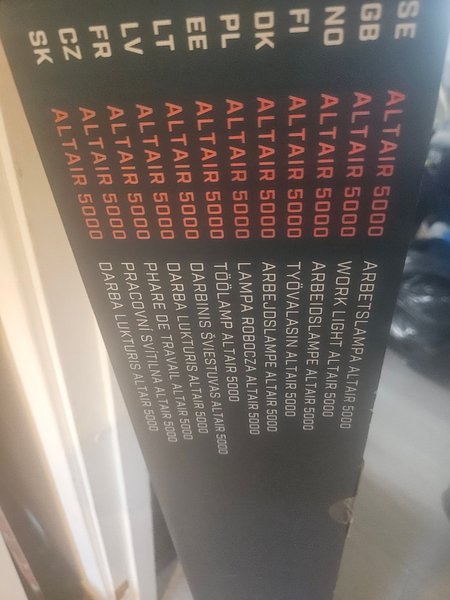 SE ALTAIR 5000 ARBETSLAMPA ALTAIR 5000
GB ALTAIR 5000 WORK LIGHT ALTAIR 5000
NO ALTAIR 5000 ARBEIDSLAMPE ALTAIR 5000
FI ALTAIR 5000 TYÖVALASIN ALTAIR 5000
DK ALTAIR 5000 ARBEJDSLAMPE ALTAIR 5000
PL ALTAIR 5000 LAMPA ROBOCZA ALTAIR 5000
EE ALTAIR 5000 TÖÖLAMP ALTAIR 5000
LT ALTAIR 5000 DARBINIS ŠVIESTUVAS ALTAIR 5000
LV ALTAIR 5000 DARBA LUKTURIS ALTAIR 5000
FR ALTAIR 5000 PHARE DE TRAVAIL ALTAIR 5000
CZ ALTAIR 5000 PRACOVNÍ SVÍTILNA ALTAIR 5000
SK ALTAIR 5000 DARBA LUKTURIS ALTAIR 5000